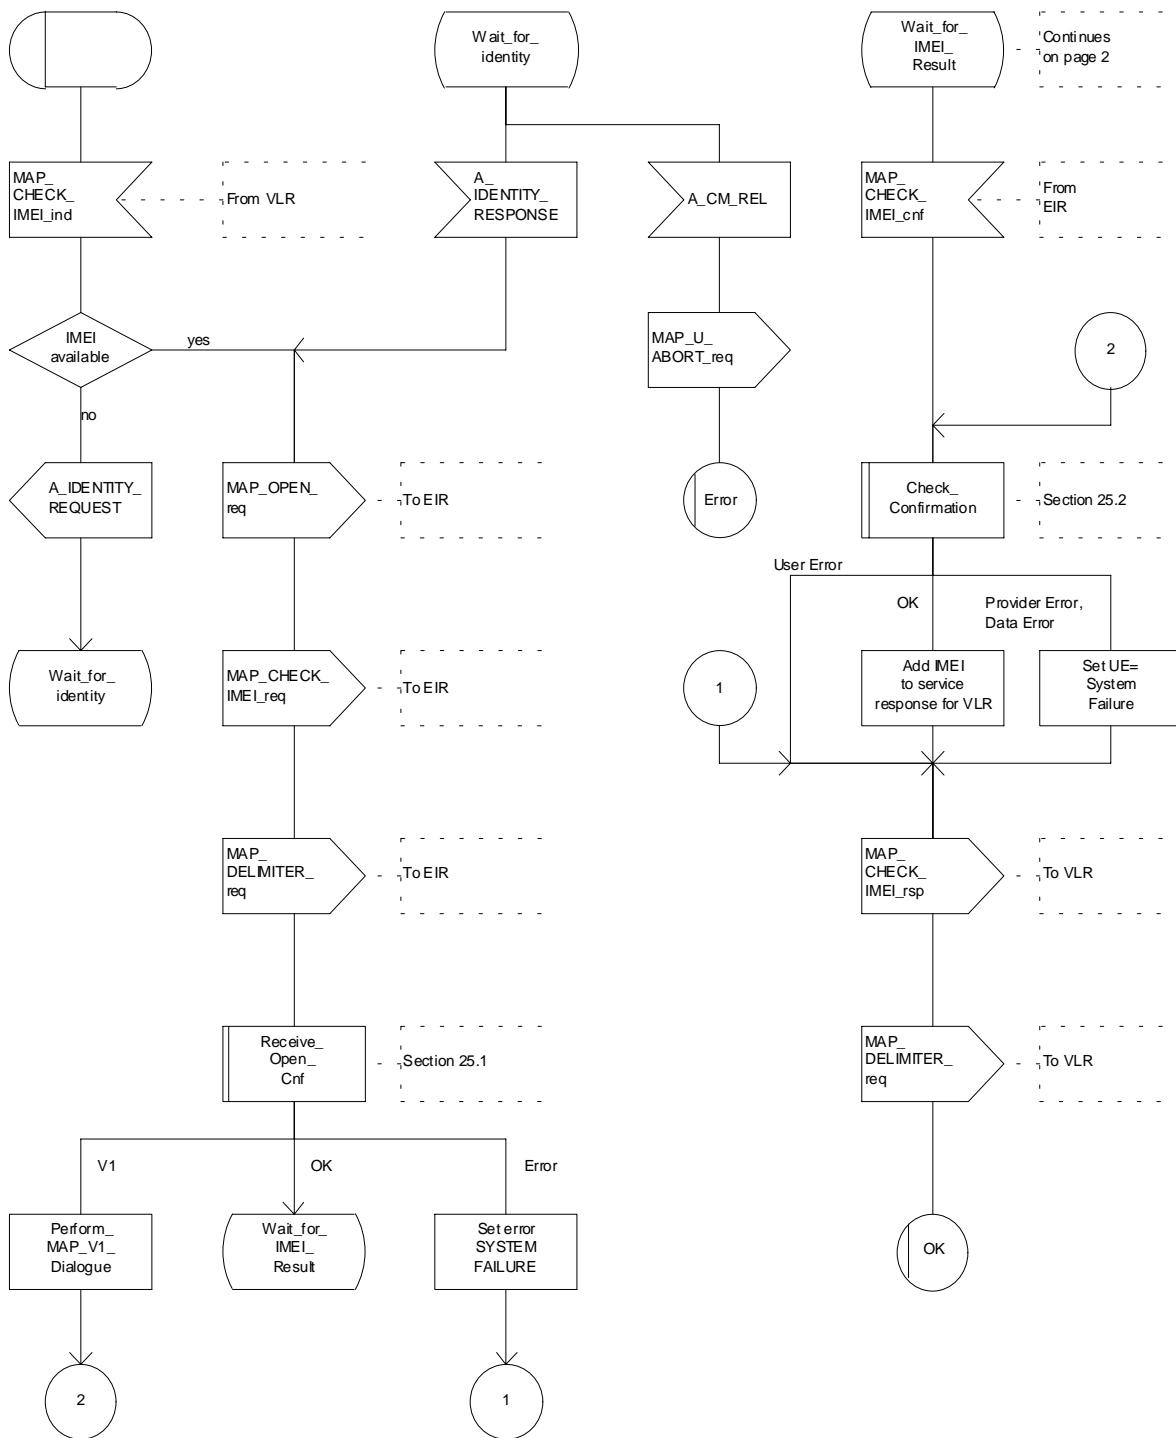 Wait_for_
identity
Wait_for_
IMEI_
Result
Continues
on page 2
MAP_
CHECK_
IMEI_ind
From VLR
A_
IDENTITY_
RESPONSE
A_CM_REL
MAP_
CHECK_
IMEI_cnf
From
EIR
IMEI
available
yes
no
MAP_U_
ABORT_req
2
A_IDENTITY_
REQUEST
MAP_OPEN_
req
To EIR
Error
Check_
Confirmation
Section 25.2
User Error
OK
Provider Error,
Data Error
Wait_for_
identity
MAP_CHECK_
IMEI_req
To EIR
1
Add IMEI
to service
response for VLR
Set UE=
System
Failure
MAP_
DELIMITER_
req
To EIR
MAP_
CHECK_
IMEI_rsp
To VLR
Receive_
Open_
Cnf
Section 25.1
MAP_
DELIMITER_
req
To VLR
V1
OK
Error
Perform_
MAP_V1_
Dialogue
Wait_for_
IMEI_
Result
Set error
SYSTEM
FAILURE
OK
2
1